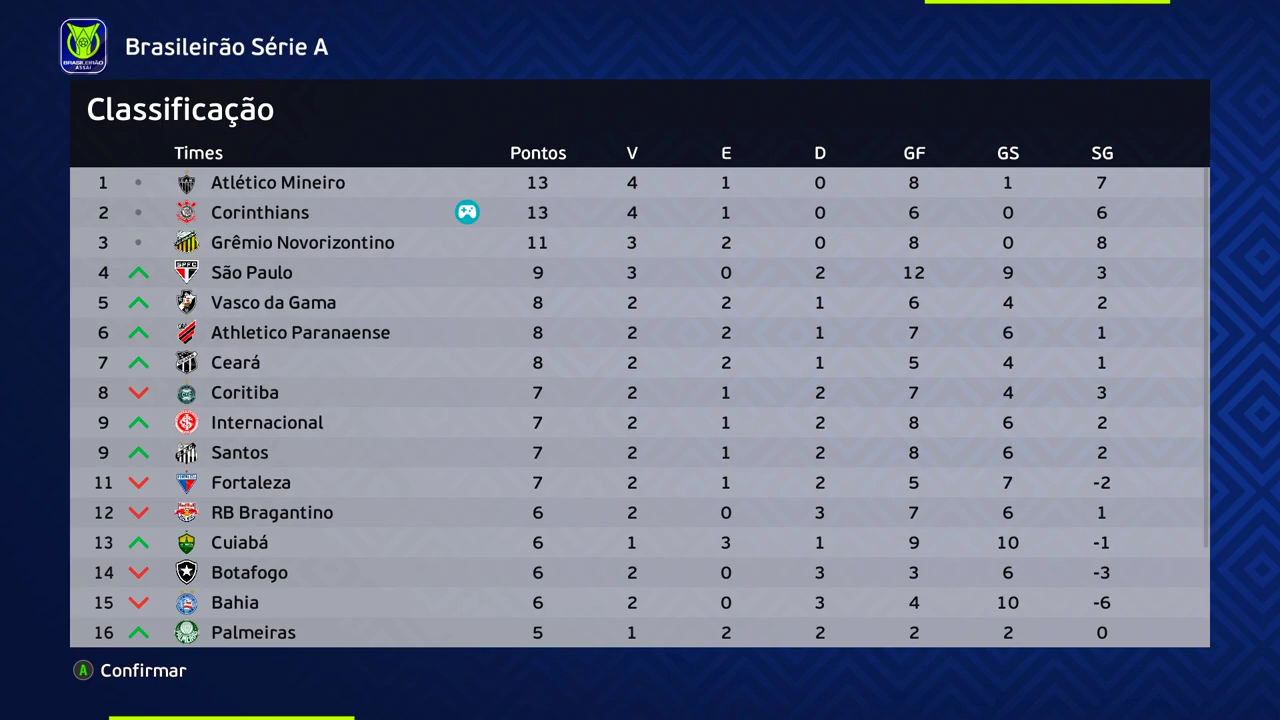 BRASILEIRÃO
ASSAÍ
Brasileirão Série A
Classificação
Times Pontos V E D GF GS SG
1 Atlético Mineiro 13 4 1 0 8 1 7
2 Corinthians 13 4 1 0 6 0 6
3 Grêmio Novorizontino 11 3 2 0 8 0 8
4 São Paulo 9 3 0 2 12 9 3
5 Vasco da Gama 8 2 2 1 6 4 2
6 Athletico Paranaense 8 2 2 1 7 6 1
7 Ceará 8 2 2 1 5 4 1
8 Coritiba 7 2 1 2 7 4 3
9 Internacional 7 2 1 2 8 6 2
9 Santos 7 2 1 2 8 6 2
11 Fortaleza 7 2 1 2 5 7 -2
12 RB Bragantino 6 2 0 3 7 6 1
13 Cuiabá 6 1 3 1 9 10 -1
14 Botafogo 6 2 0 3 3 6 -3
15 Bahia 6 2 0 3 4 10 -6
16 Palmeiras 5 1 2 2 2 2 0
A Confirmar